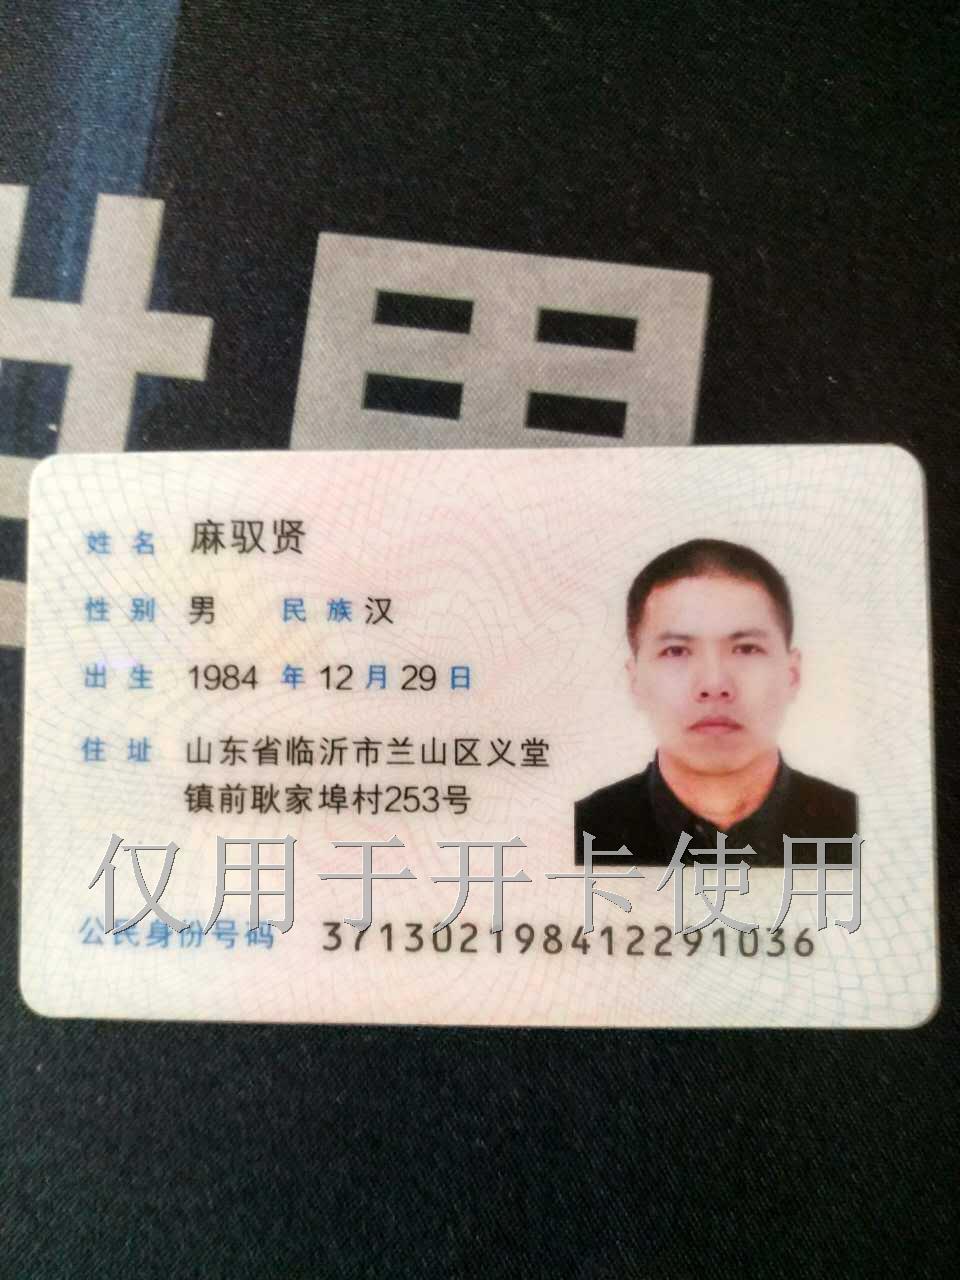 姓名 麻驭贤
性别 男 民族 汉
出生 1984 年 12 月 29 日
住址 山东省临沂市兰山区义堂
镇前耿家埠村253号
仅用于开卡使用
公民身份号码 371302198412291036